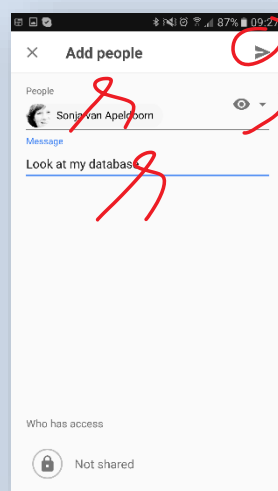 87% 09:27
Add people
People
Sonja van Apeldoorn
Message
Look at my database
Who has access
Not shared